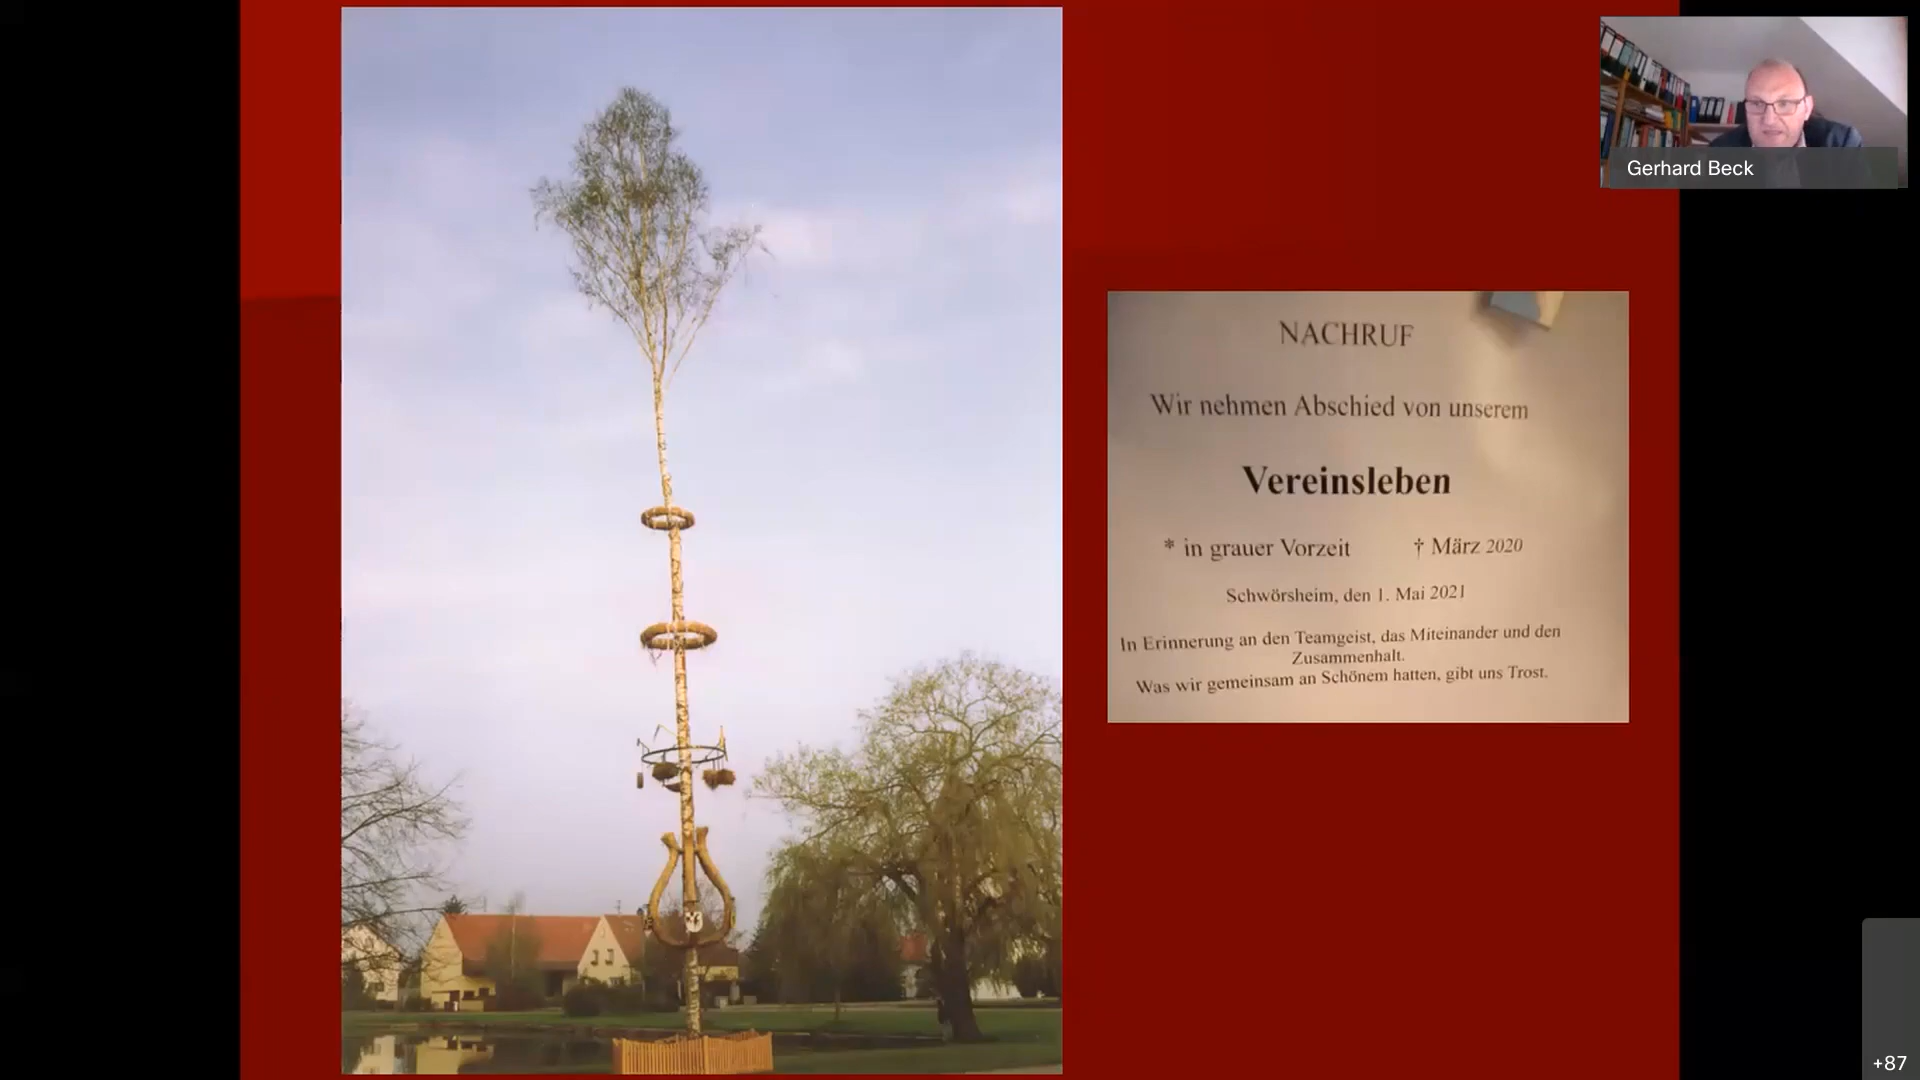 Gerhard Beck
NACHRUF
Wir nehmen Abschied von unserem
Vereinsleben
* in grauer Vorzeit † März 2020
Schwörsheim, den 1. Mai 2021
In Erinnerung an den Teamgeist, das Miteinander und den
Zusammenhalt.
Was wir gemeinsam an Schönem hatten, gibt uns Trost.
+87